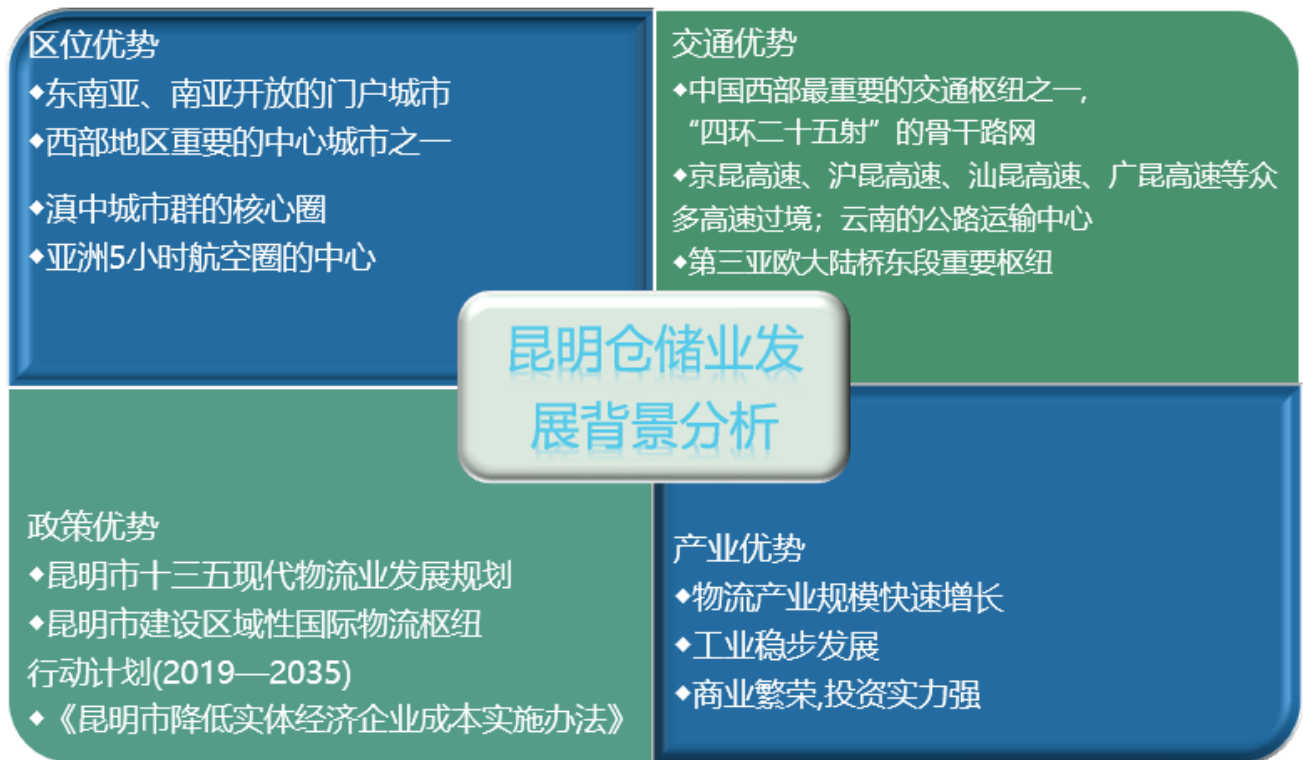 区位优势
◆东南亚、南亚开放的门户城市
◆西部地区重要的中心城市之一
◆滇中城市群的核心圈
◆亚洲5小时航空圈的中心
交通优势
◆中国西部最重要的交通枢纽之一,
“四环二十五射”的骨干路网
◆京昆高速、沪昆高速、汕昆高速、广昆高速等众
多高速过境；云南的公路运输中心
◆第三亚欧大陆桥东段重要枢纽
昆明仓储业发
展背景分析
政策优势
◆昆明市十三五现代物流业发展规划
◆昆明市建设区域性国际物流枢纽
行动计划(2019—2035)
◆《昆明市降低实体经济企业成本实施办法》
产业优势
◆物流产业规模快速增长
◆工业稳步发展
◆商业繁荣,投资实力强